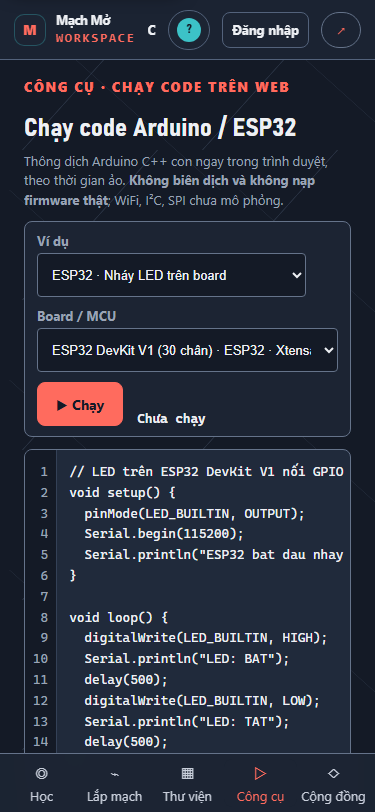 M
Mạch Mở
WORKSPACE
C
?
Đăng nhập
↗
CÔNG CỤ · CHẠY CODE TRÊN WEB
Chạy code Arduino / ESP32
Thông dịch Arduino C++ con ngay trong trình duyệt,
theo thời gian ảo. Không biên dịch và không nạp
firmware thật; WiFi, I²C, SPI chưa mô phỏng.
Ví dụ
ESP32 · Nháy LED trên board
Board / MCU
ESP32 DevKit V1 (30 chân) · ESP32 · Xtensa
▶ Chạy
Chưa chạy
1 // LED trên ESP32 DevKit V1 nối GPIO
2 void setup() {
3 pinMode(LED_BUILTIN, OUTPUT);
4 Serial.begin(115200);
5 Serial.println("ESP32 bat dau nhay
6 }
7
8 void loop() {
9 digitalWrite(LED_BUILTIN, HIGH);
10 Serial.println("LED: BAT");
11 delay(500);
12 digitalWrite(LED_BUILTIN, LOW);
13 Serial.println("LED: TAT");
14 delay(500);
Học
Lắp mạch
Thư viện
Công cụ
Cộng đồng